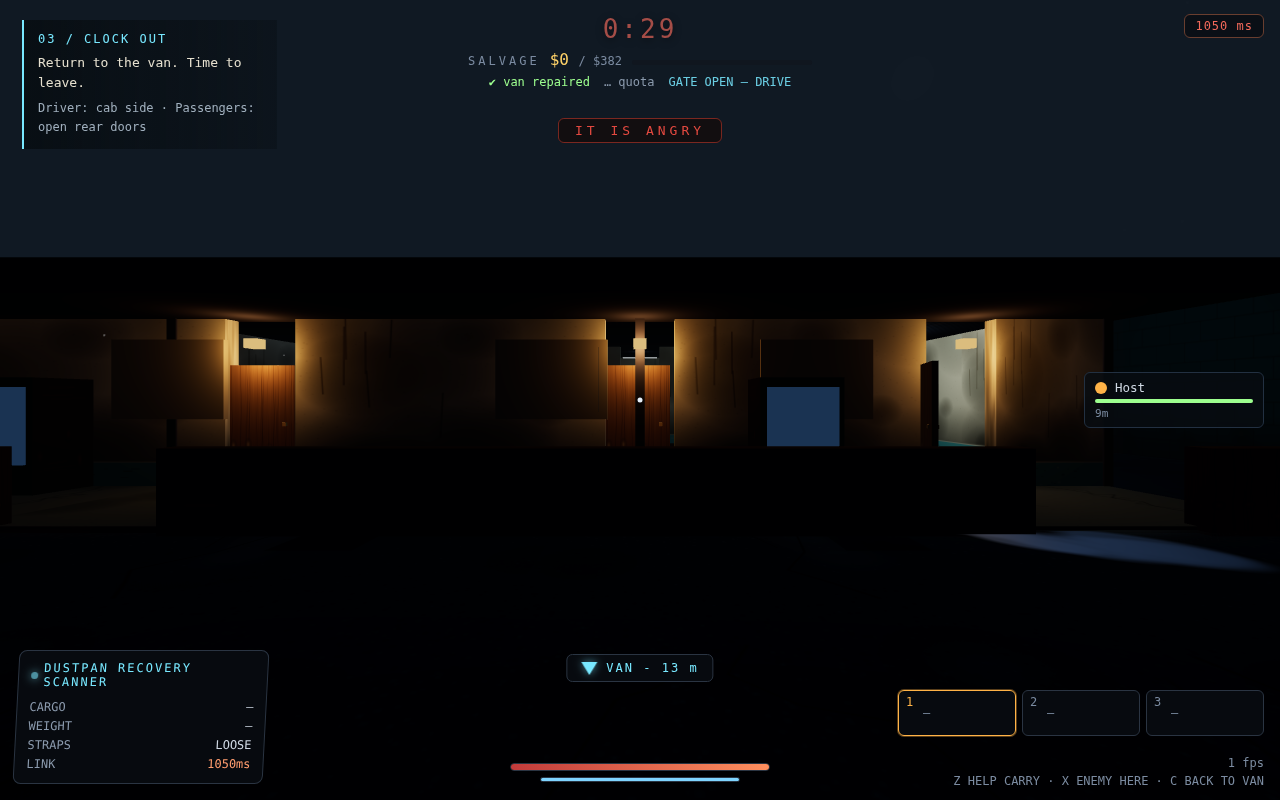 03 / CLOCK OUT
Return to the van. Time to
leave.
Driver: cab side · Passengers:
open rear doors
0:29
SALVAGE $0 / $382
✔ van repaired … quota GATE OPEN — DRIVE
IT IS ANGRY
1050 ms
Host
9m
DUSTPAN RECOVERY
SCANNER
CARGO —
WEIGHT —
STRAPS LOOSE
LINK 1050ms
VAN - 13 m
1 — 2 — 3 —
1 fps
Z HELP CARRY · X ENEMY HERE · C BACK TO VAN